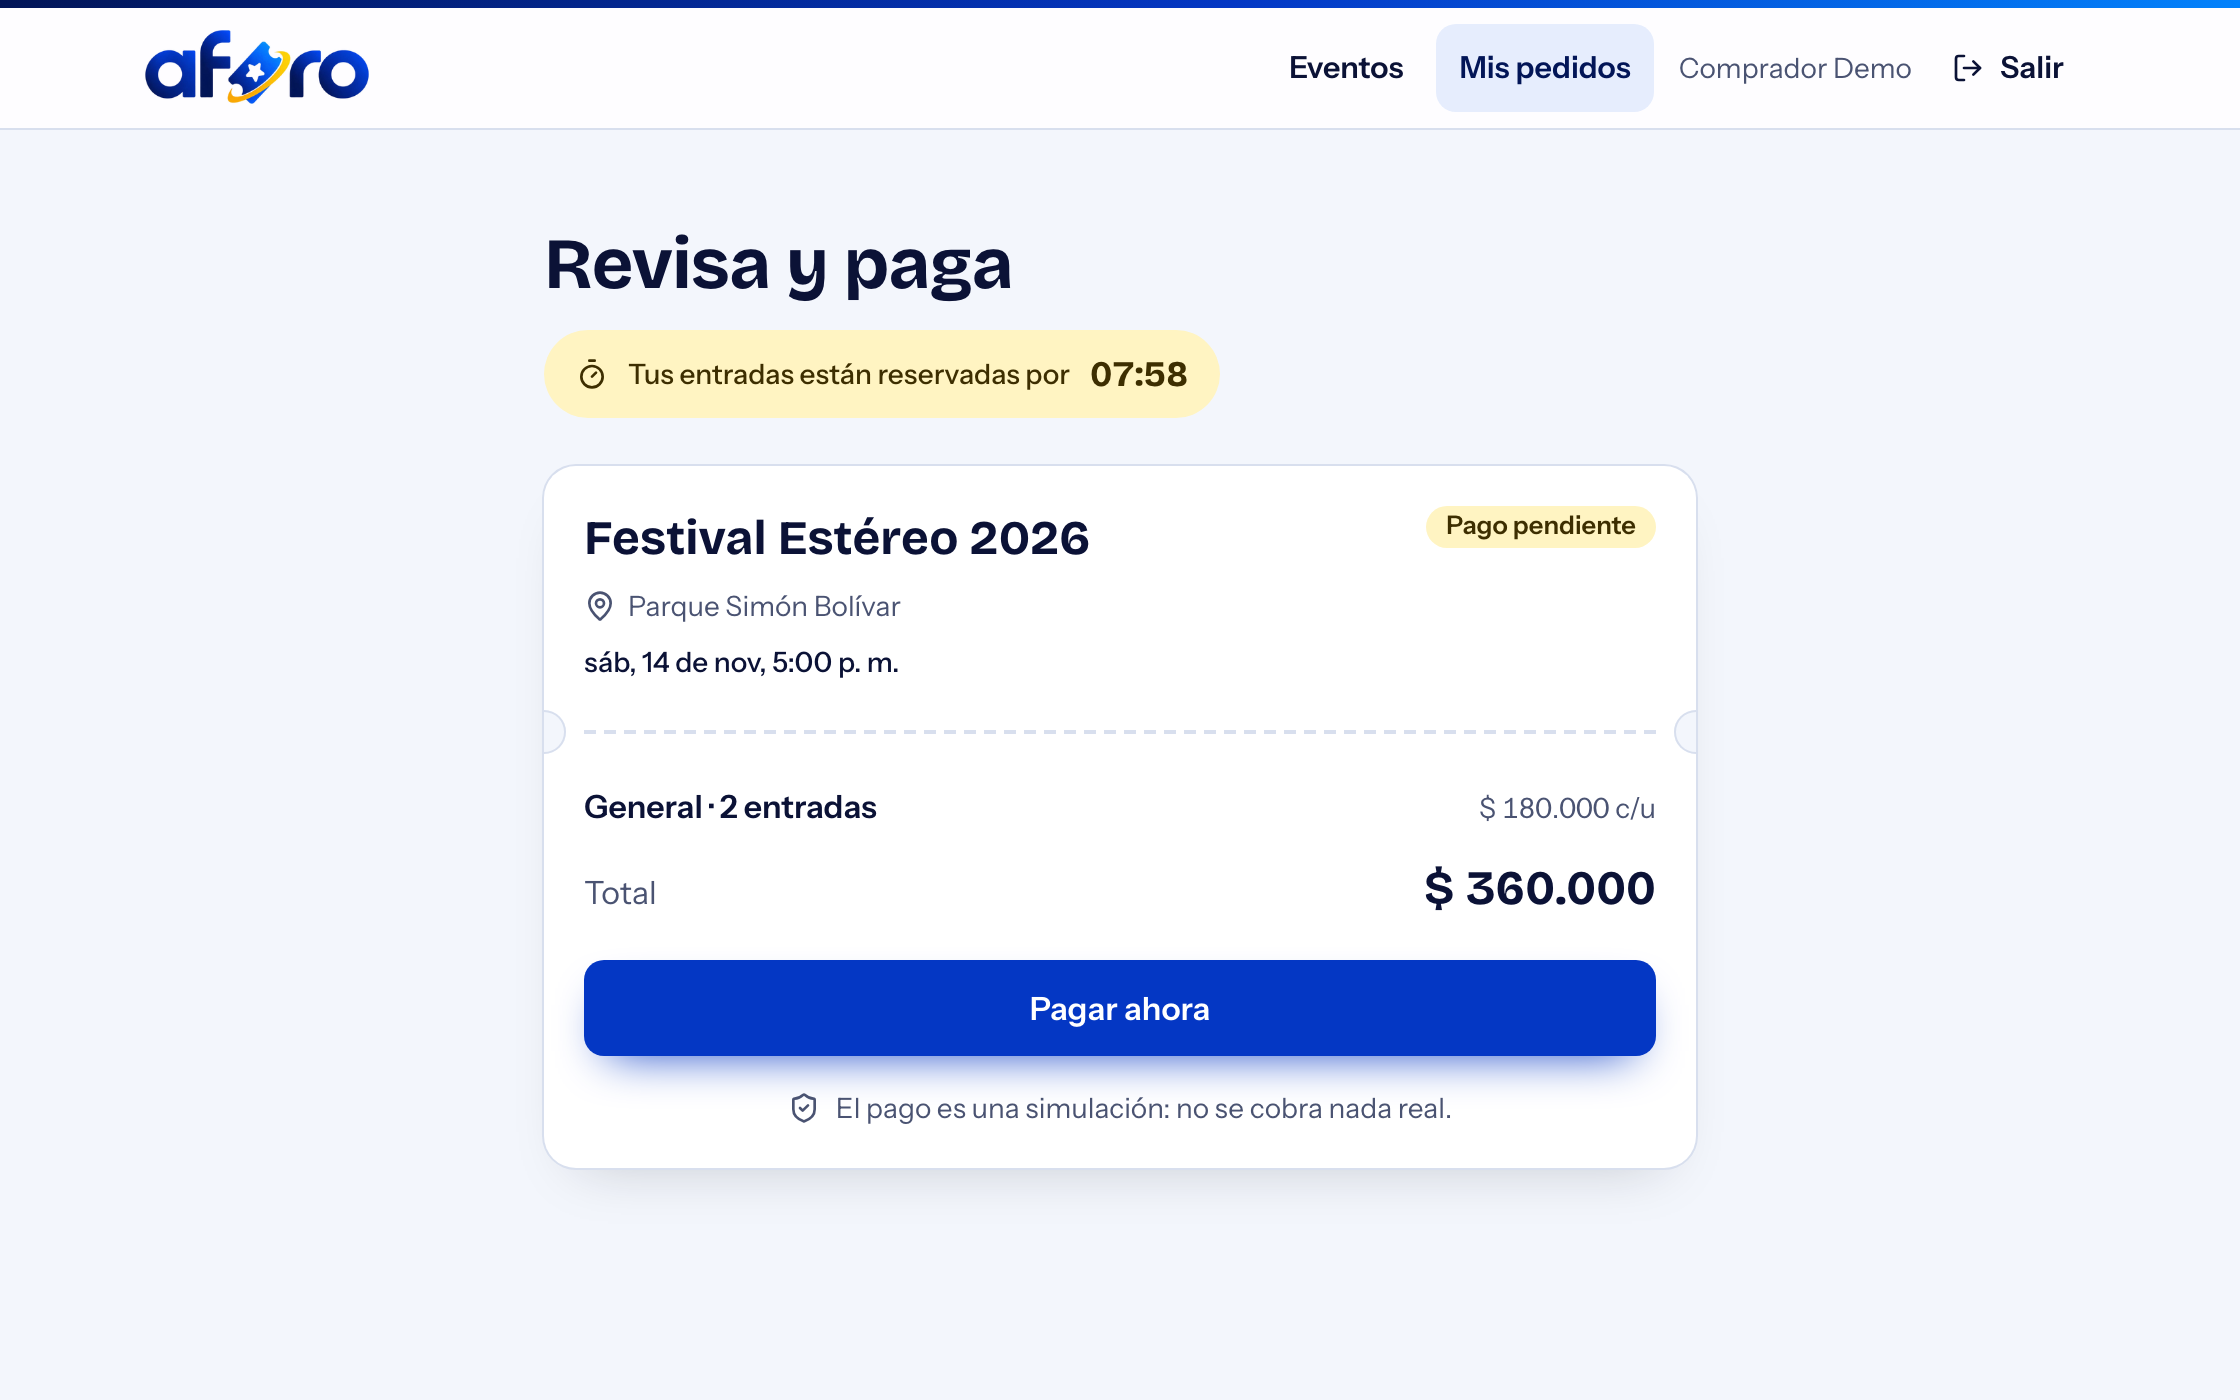 aforo
Eventos
Mis pedidos
Comprador Demo
Salir
Revisa y paga
Tus entradas están reservadas por 07:58
Festival Estéreo 2026
Pago pendiente
Parque Simón Bolívar
sáb, 14 de nov, 5:00 p. m.
General · 2 entradas
$ 180.000 c/u
Total
$ 360.000
Pagar ahora
El pago es una simulación: no se cobra nada real.